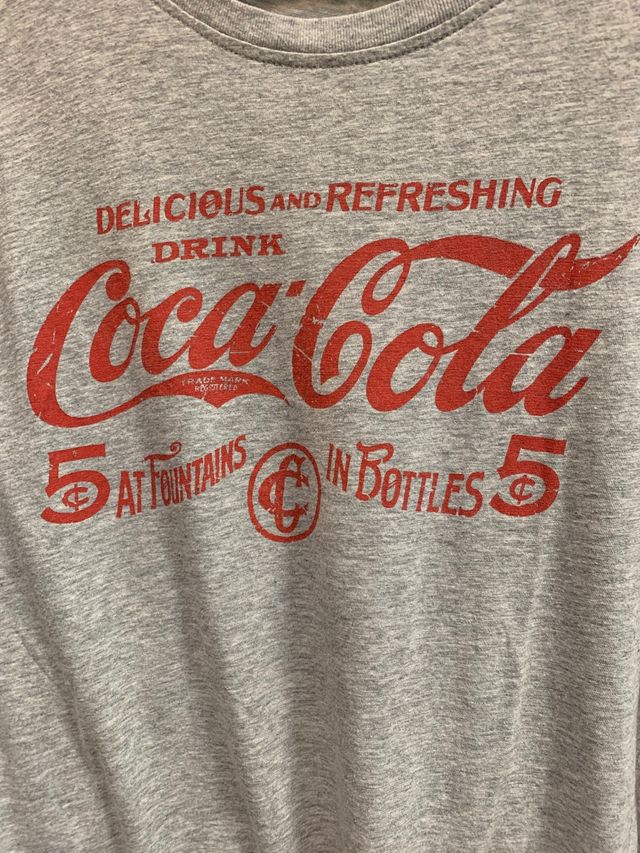 DELICIOUS AND REFRESHING
DRINK
Coca-Cola
TRADE MARK
REGISTERED
5¢ AT FOUNTAINS CC IN BOTTLES 5¢